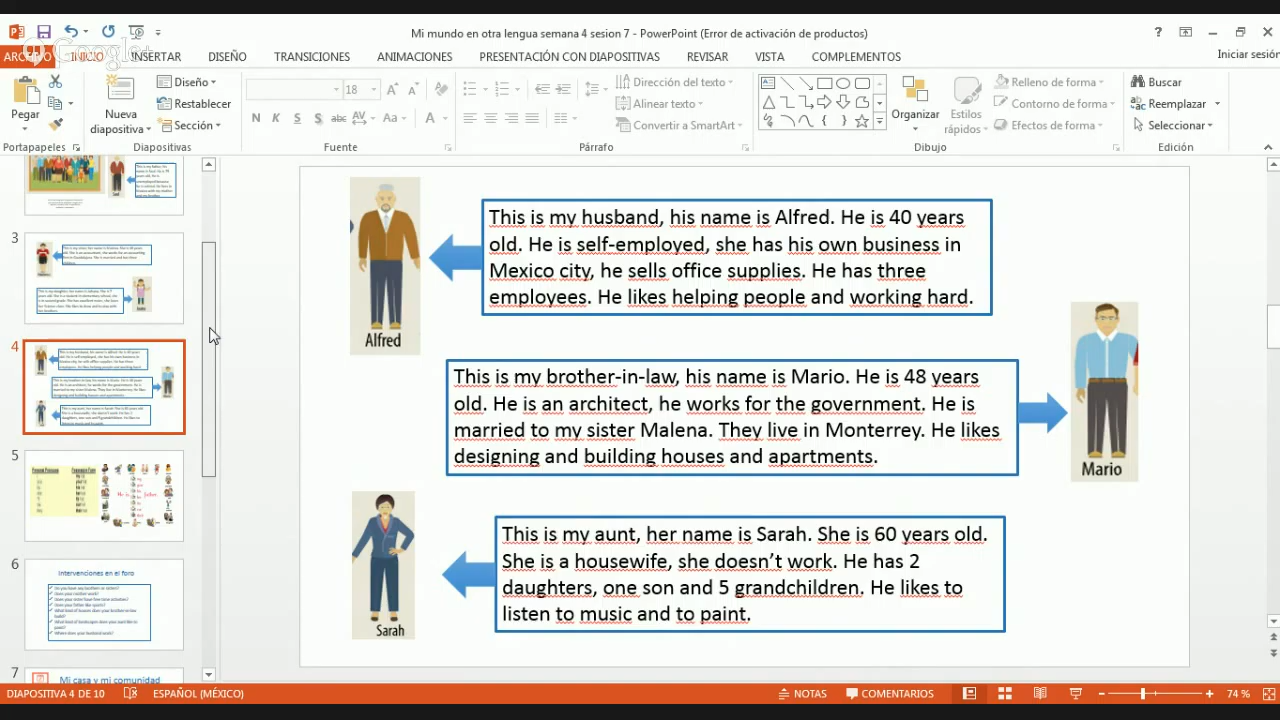 Mi mundo en otra lengua semana 4 sesion 7 - PowerPoint (Error de activación de productos)
Google+
ARCHIVO INICIO INSERTAR DISEÑO TRANSICIONES ANIMACIONES PRESENTACIÓN CON DIAPOSITIVAS REVISAR VISTA COMPLEMENTOS Iniciar sesión
Pegar
Nueva diapositiva
Diseño
Restablecer
Sección
18
N K S S abc AV Aa A
Dirección del texto
Alinear texto
Convertir a SmartArt
Organizar
Estilos rápidos
Relleno de forma
Contorno de forma
Efectos de forma
Buscar
Reemplazar
Seleccionar
Portapapeles Diapositivas Fuente Párrafo Dibujo Edición
3
4
5
6
Intervenciones en el foro
7
Mi casa y mi comunidad
This is my husband, his name is Alfred. He is 40 years
old. He is self-employed, she has his own business in
Mexico city, he sells office supplies. He has three
employees. He likes helping people and working hard.
Alfred
This is my brother-in-law, his name is Mario. He is 48 years
old. He is an architect, he works for the government. He is
married to my sister Malena. They live in Monterrey. He likes
designing and building houses and apartments.
Mario
This is my aunt, her name is Sarah. She is 60 years old.
She is a housewife, she doesn't work. He has 2
daughters, one son and 5 grandchildren. He likes to
listen to music and to paint.
Sarah
DIAPOSITIVA 4 DE 10 ESPAÑOL (MÉXICO) NOTAS COMENTARIOS 74 %